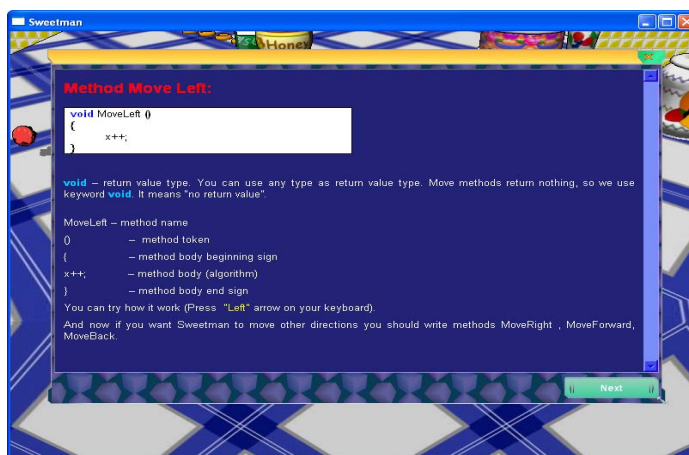 Sweetman
Honey
Method Move Left:
void MoveLeft ()
{
x++;
}
void – return value type. You can use any type as return value type. Move methods return nothing, so we use
keyword void. It means "no return value".
MoveLeft – method name
() – method token
{ – method body beginning sign
x++; – method body (algorithm)
} – method body end sign
You can try how it work (Press "Left" arrow on your keyboard).
And now if you want Sweetman to move other directions you should write methods MoveRight , MoveForward,
MoveBack.
Next